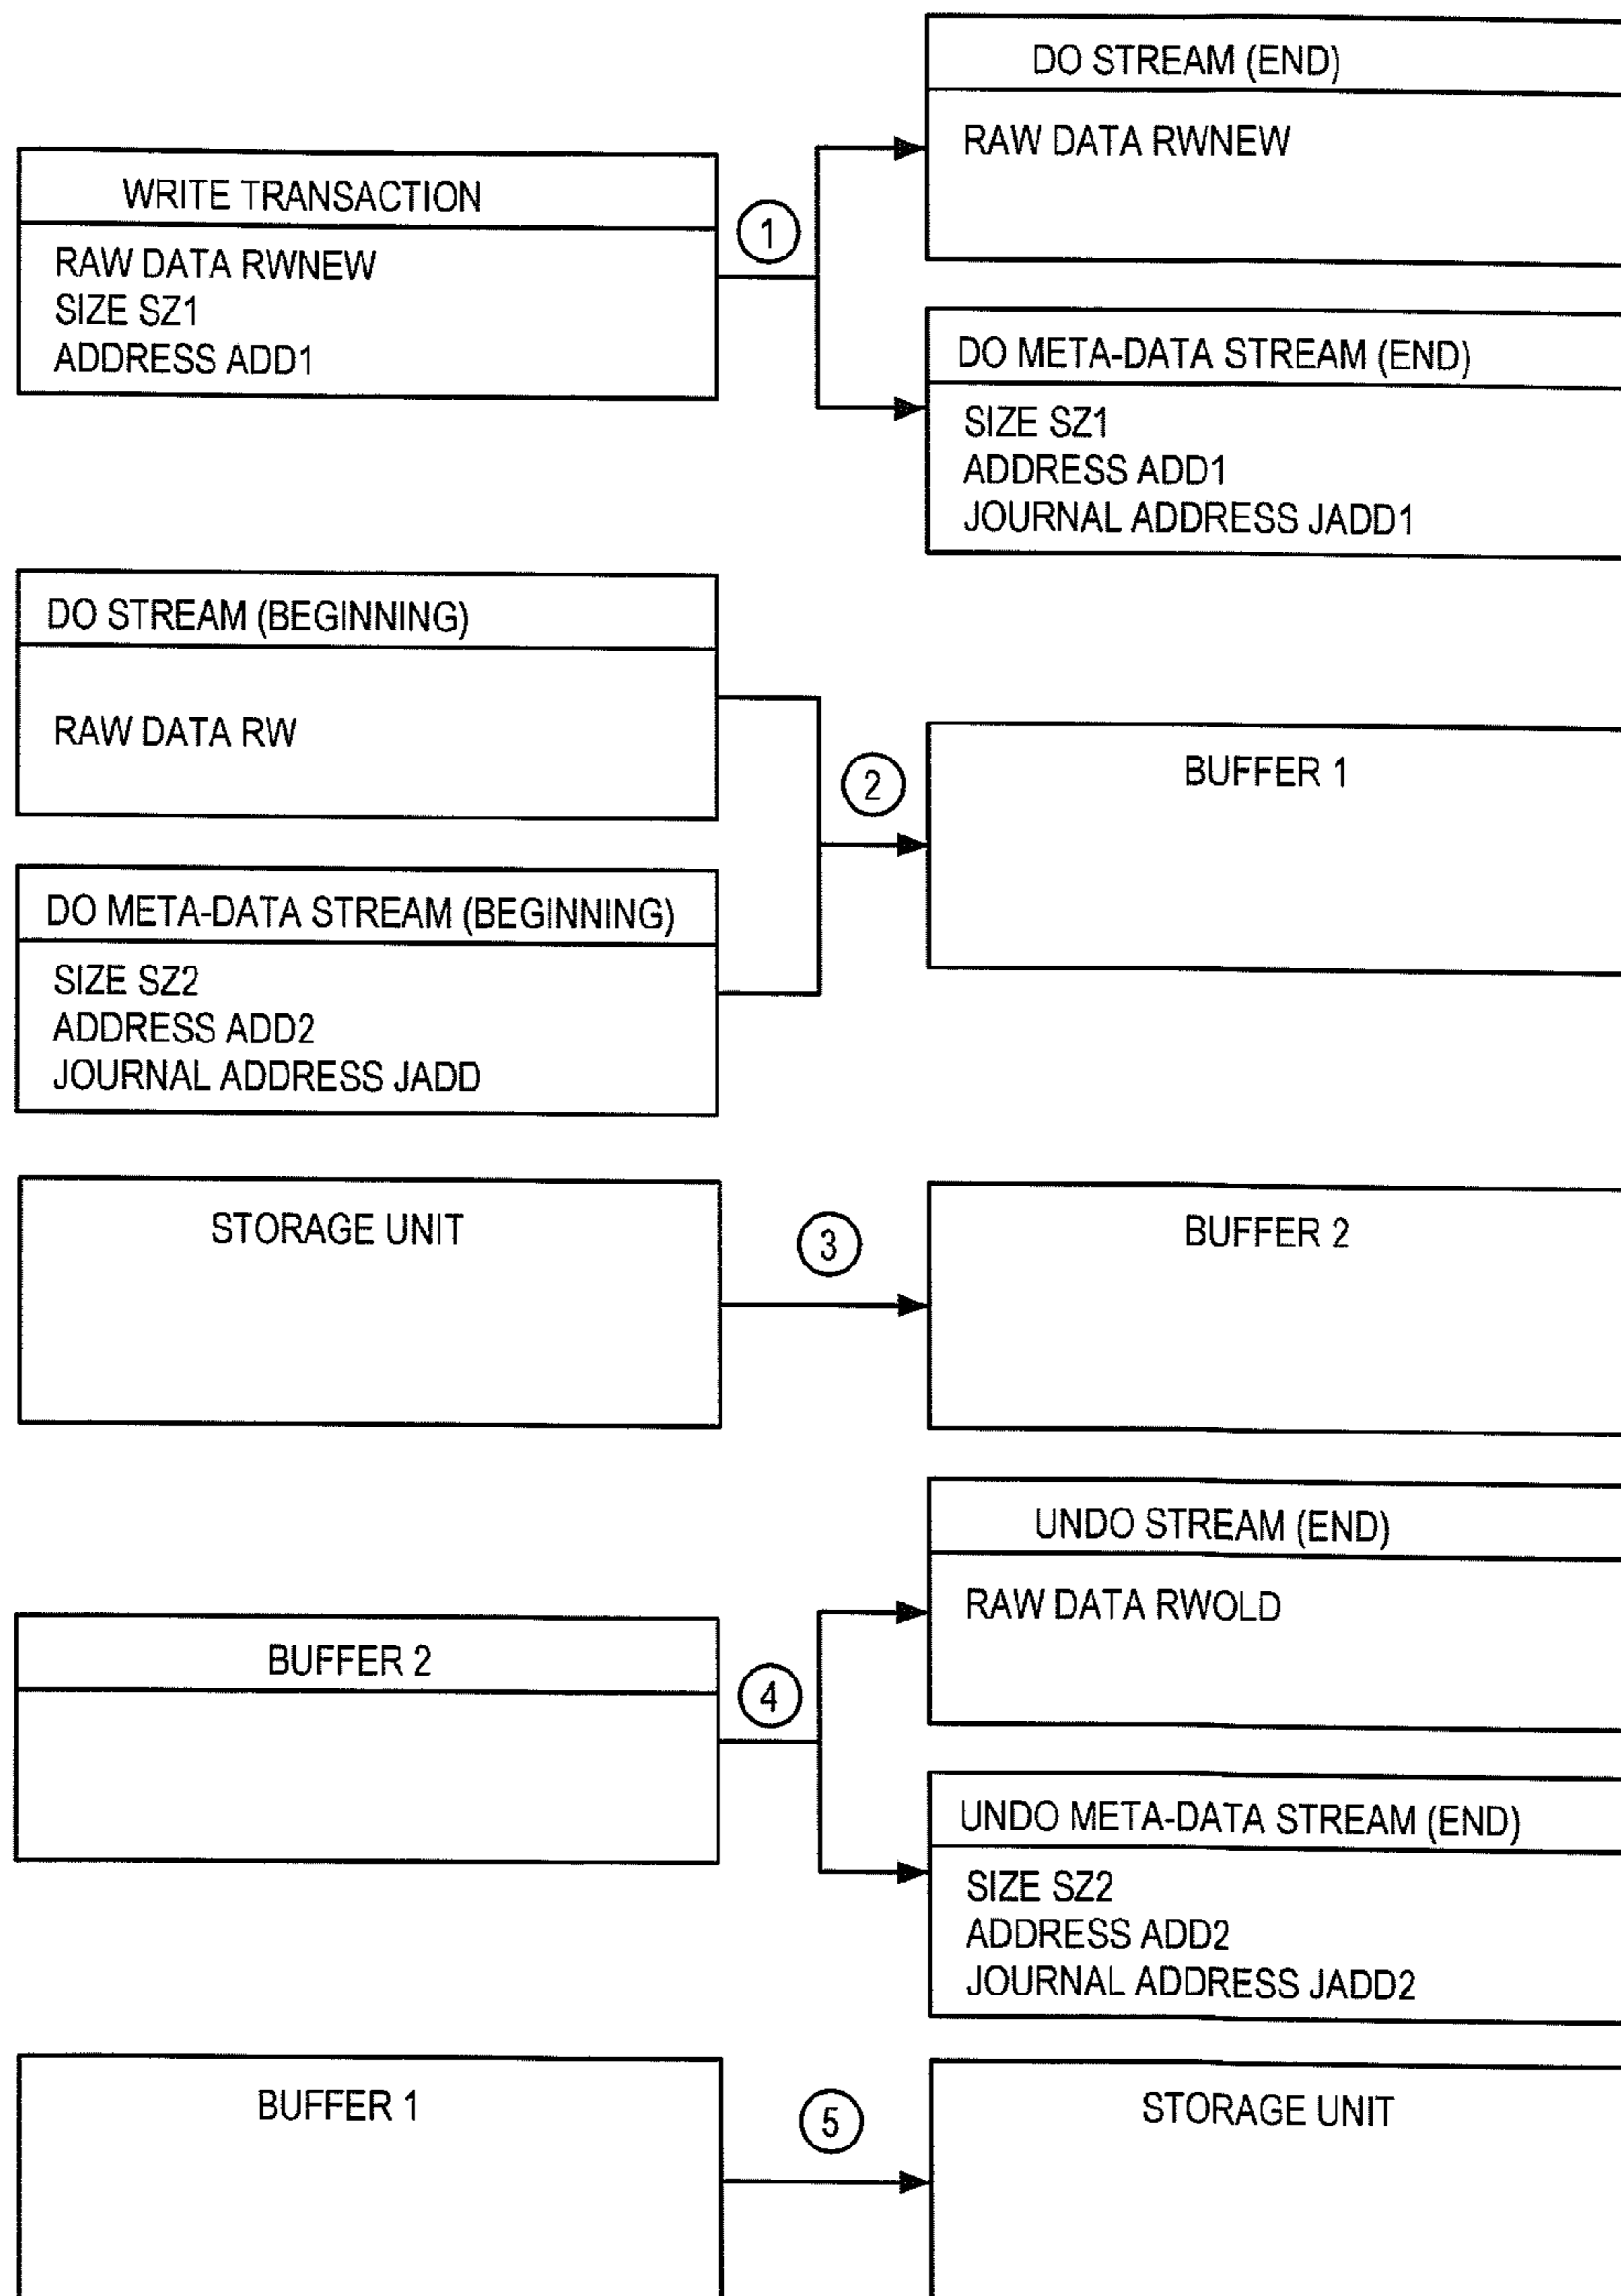 DO STREAM (END)
RAW DATA RWNEW
WRITE TRANSACTION
RAW DATA RWNEW
SIZE SZ1
ADDRESS ADD1
1
DO META-DATA STREAM (END)
SIZE SZ1
ADDRESS ADD1
JOURNAL ADDRESS JADD1
DO STREAM (BEGINNING)
RAW DATA RW
2
BUFFER 1
DO META-DATA STREAM (BEGINNING)
SIZE SZ2
ADDRESS ADD2
JOURNAL ADDRESS JADD
STORAGE UNIT
3
BUFFER 2
UNDO STREAM (END)
RAW DATA RWOLD
BUFFER 2
4
UNDO META-DATA STREAM (END)
SIZE SZ2
ADDRESS ADD2
JOURNAL ADDRESS JADD2
BUFFER 1
5
STORAGE UNIT